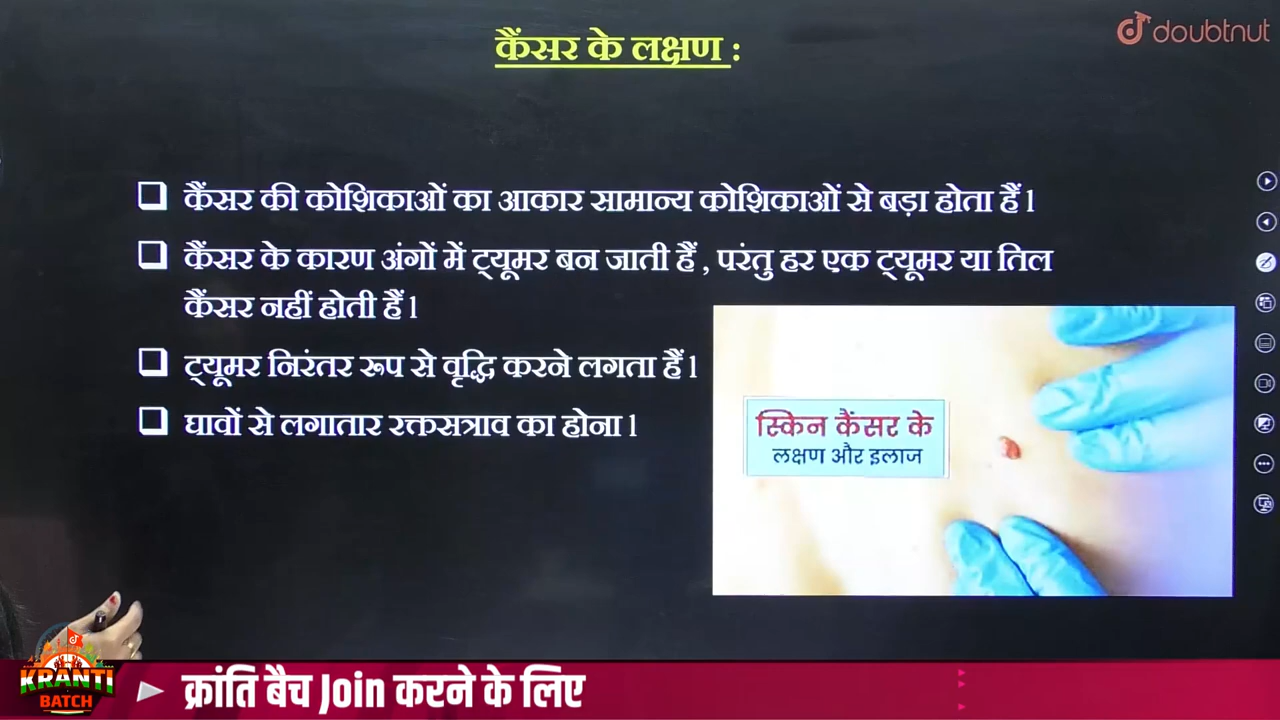 कैंसर के लक्षण :
doubtnut
❑ कैंसर की कोशिकाओं का आकार सामान्य कोशिकाओं से बड़ा होता हैं l
❑ कैंसर के कारण अंगों में ट्यूमर बन जाती हैं , परंतु हर एक ट्यूमर या तिल
कैंसर नहीं होती हैं l
❑ ट्यूमर निरंतर रूप से वृद्धि करने लगता हैं l
❑ घावों से लगातार रक्तसत्राव का होना l
स्किन कैंसर के
लक्षण और इलाज
KRANTI
BATCH
क्रांति बैच Join करने के लिए